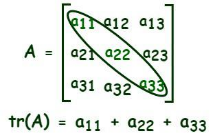 a11 a12 a13
A = a21 a22 a23
a31 a32 a33
tr(A) = a11 + a22 + a33